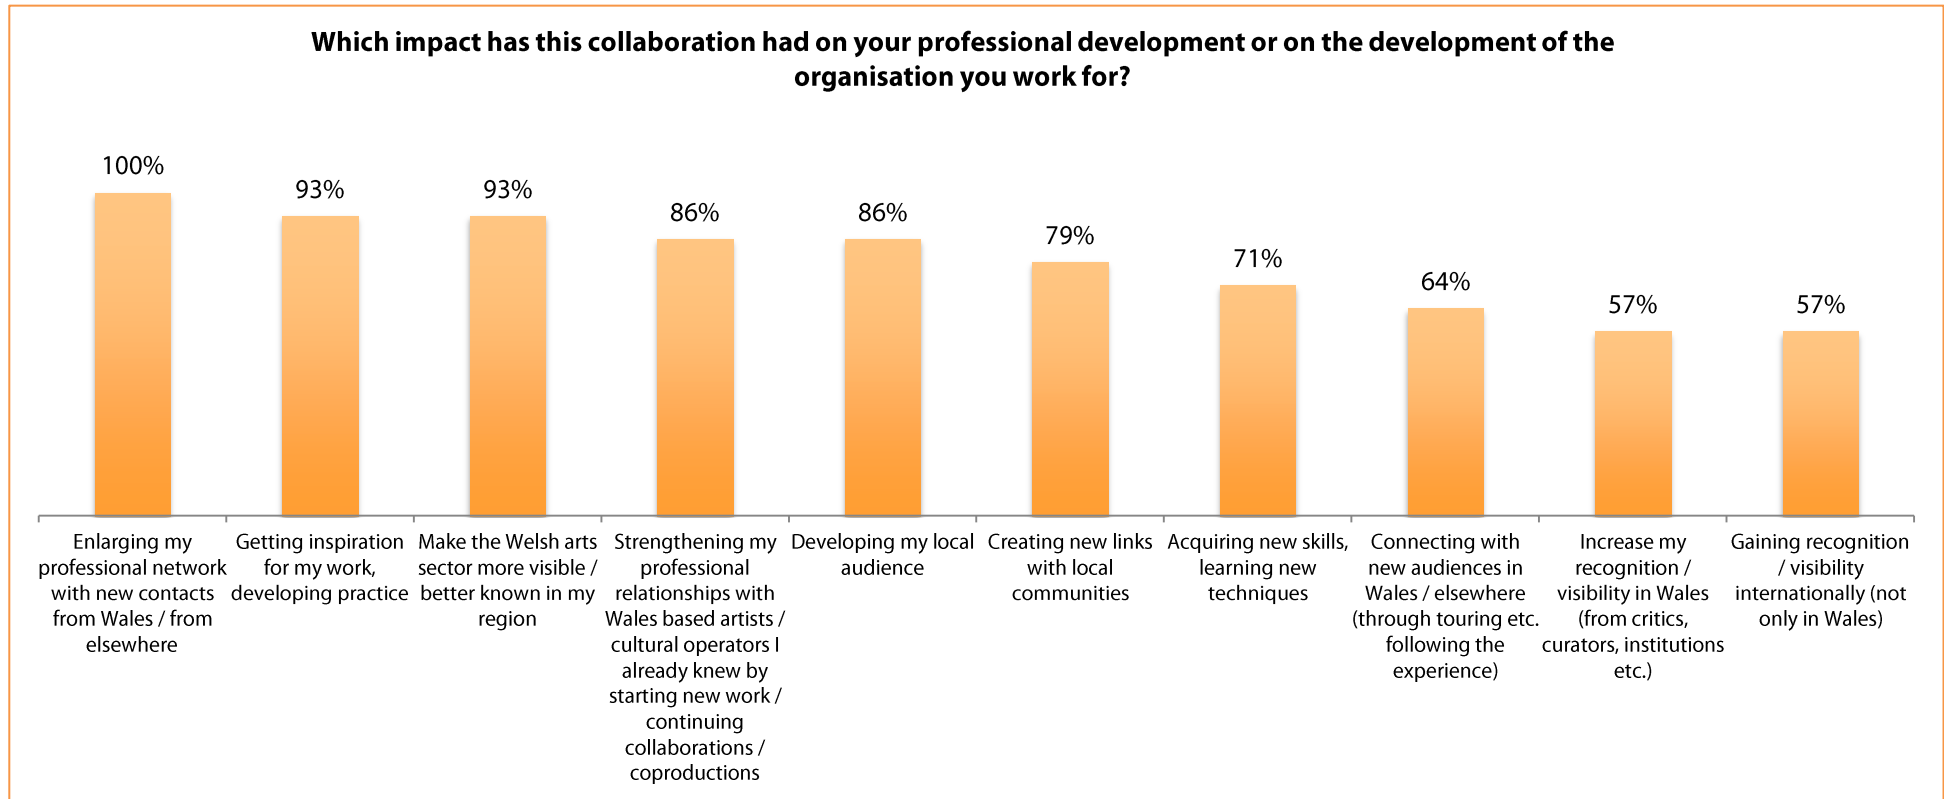 Which impact has this collaboration had on your professional development or on the development of the
organisation you work for?
100%
93%
93%
86%
86%
79%
71%
64%
57%
57%
Enlarging my
professional network
with new contacts
from Wales / from
elsewhere
Getting inspiration
for my work,
developing practice
Make the Welsh arts
sector more visible /
better known in my
region
Strengthening my
professional
relationships with
Wales based artists /
cultural operators I
already knew by
starting new work /
continuing
collaborations /
coproductions
Developing my local
audience
Creating new links
with local
communities
Acquiring new skills,
learning new
techniques
Connecting with
new audiences in
Wales / elsewhere
(through touring etc.
following the
experience)
Increase my
recognition /
visibility in Wales
(from critics,
curators, institutions
etc.)
Gaining recognition
/ visibility
internationally (not
only in Wales)